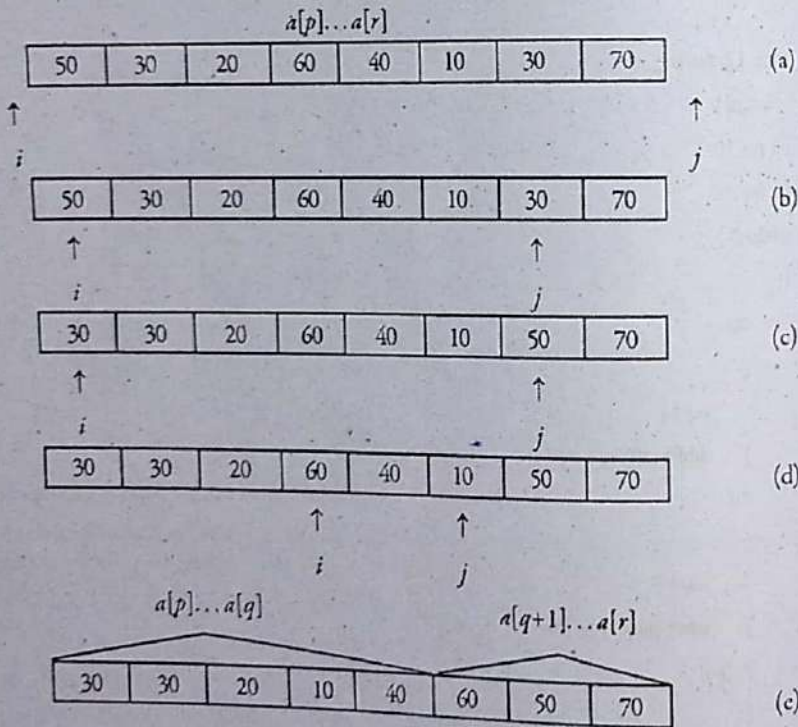 a[p]...a[r]
50 30 20 60 40 10 30 70 (a)
i j
50 30 20 60 40 10 30 70 (b)
i j
30 30 20 60 40 10 50 70 (c)
i j
30 30 20 60 40 10 50 70 (d)
i j
a[p]...a[q] a[q+1]...a[r]
30 30 20 10 40 60 50 70 (e)